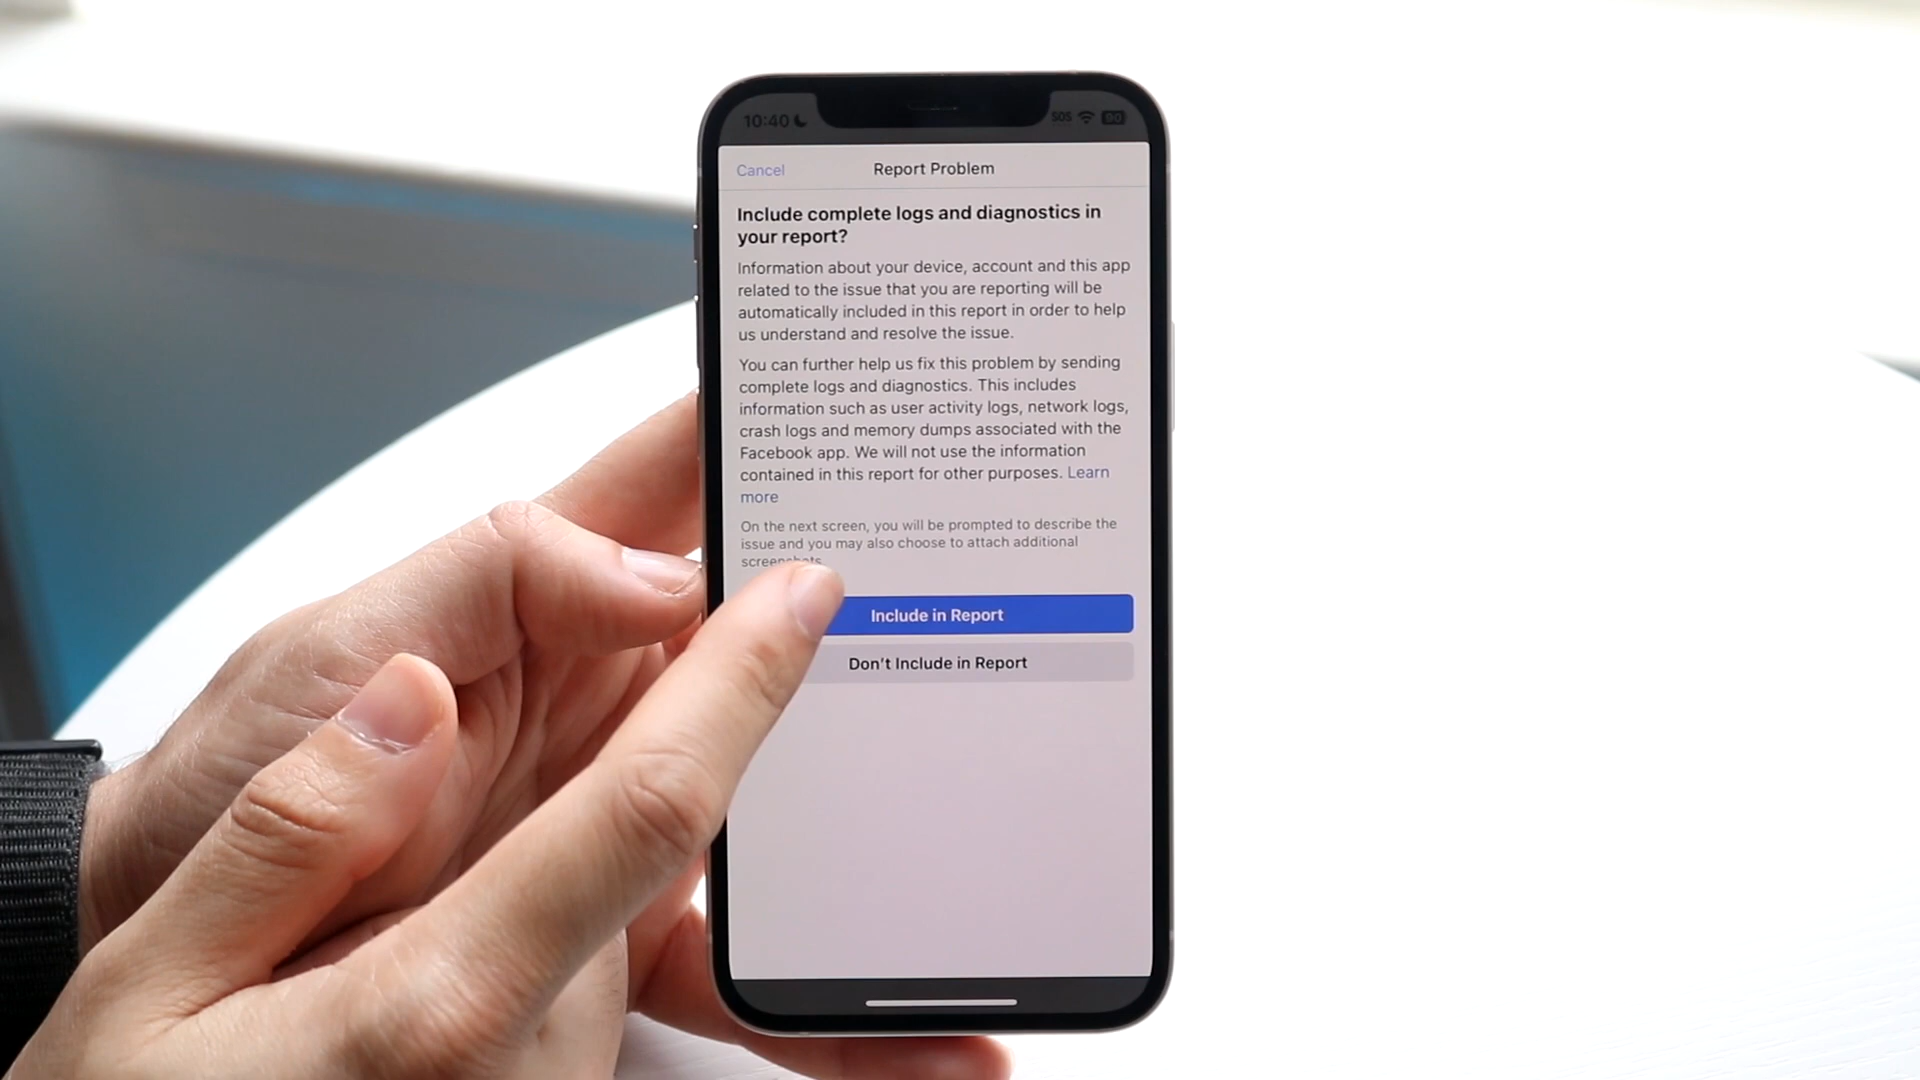 10:40
SOS
90
Cancel
Report Problem
Include complete logs and diagnostics in
your report?
Information about your device, account and this app
related to the issue that you are reporting will be
automatically included in this report in order to help
us understand and resolve the issue.
You can further help us fix this problem by sending
complete logs and diagnostics. This includes
information such as user activity logs, network logs,
crash logs and memory dumps associated with the
Facebook app. We will not use the information
contained in this report for other purposes. Learn
more
On the next screen, you will be prompted to describe the
issue and you may also choose to attach additional
screenshots.
Include in Report
Don't Include in Report